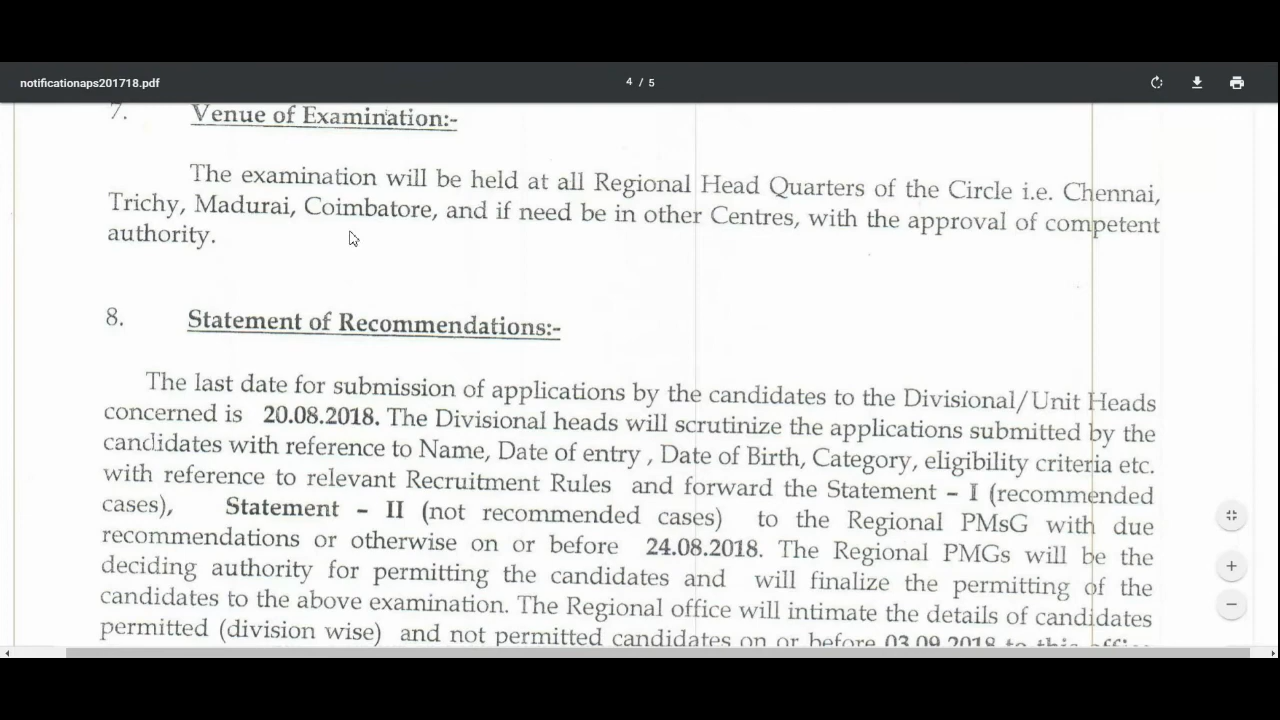 notificationaps201718.pdf
4 / 5
7. Venue of Examination:-
The examination will be held at all Regional Head Quarters of the Circle i.e. Chennai,
Trichy, Madurai, Coimbatore, and if need be in other Centres, with the approval of competent
authority.
8. Statement of Recommendations:-
The last date for submission of applications by the candidates to the Divisional/Unit Heads
concerned is 20.08.2018. The Divisional heads will scrutinize the applications submitted by the
candidates with reference to Name, Date of entry , Date of Birth, Category, eligibility criteria etc.
with reference to relevant Recruitment Rules and forward the Statement – I (recommended
cases), Statement – II (not recommended cases) to the Regional PMsG with due
recommendations or otherwise on or before 24.08.2018. The Regional PMGs will be the
deciding authority for permitting the candidates and will finalize the permitting of the
candidates to the above examination. The Regional office will intimate the details of candidates
permitted (division wise) and not permitted candidates on or before 03.09.2018 to this office